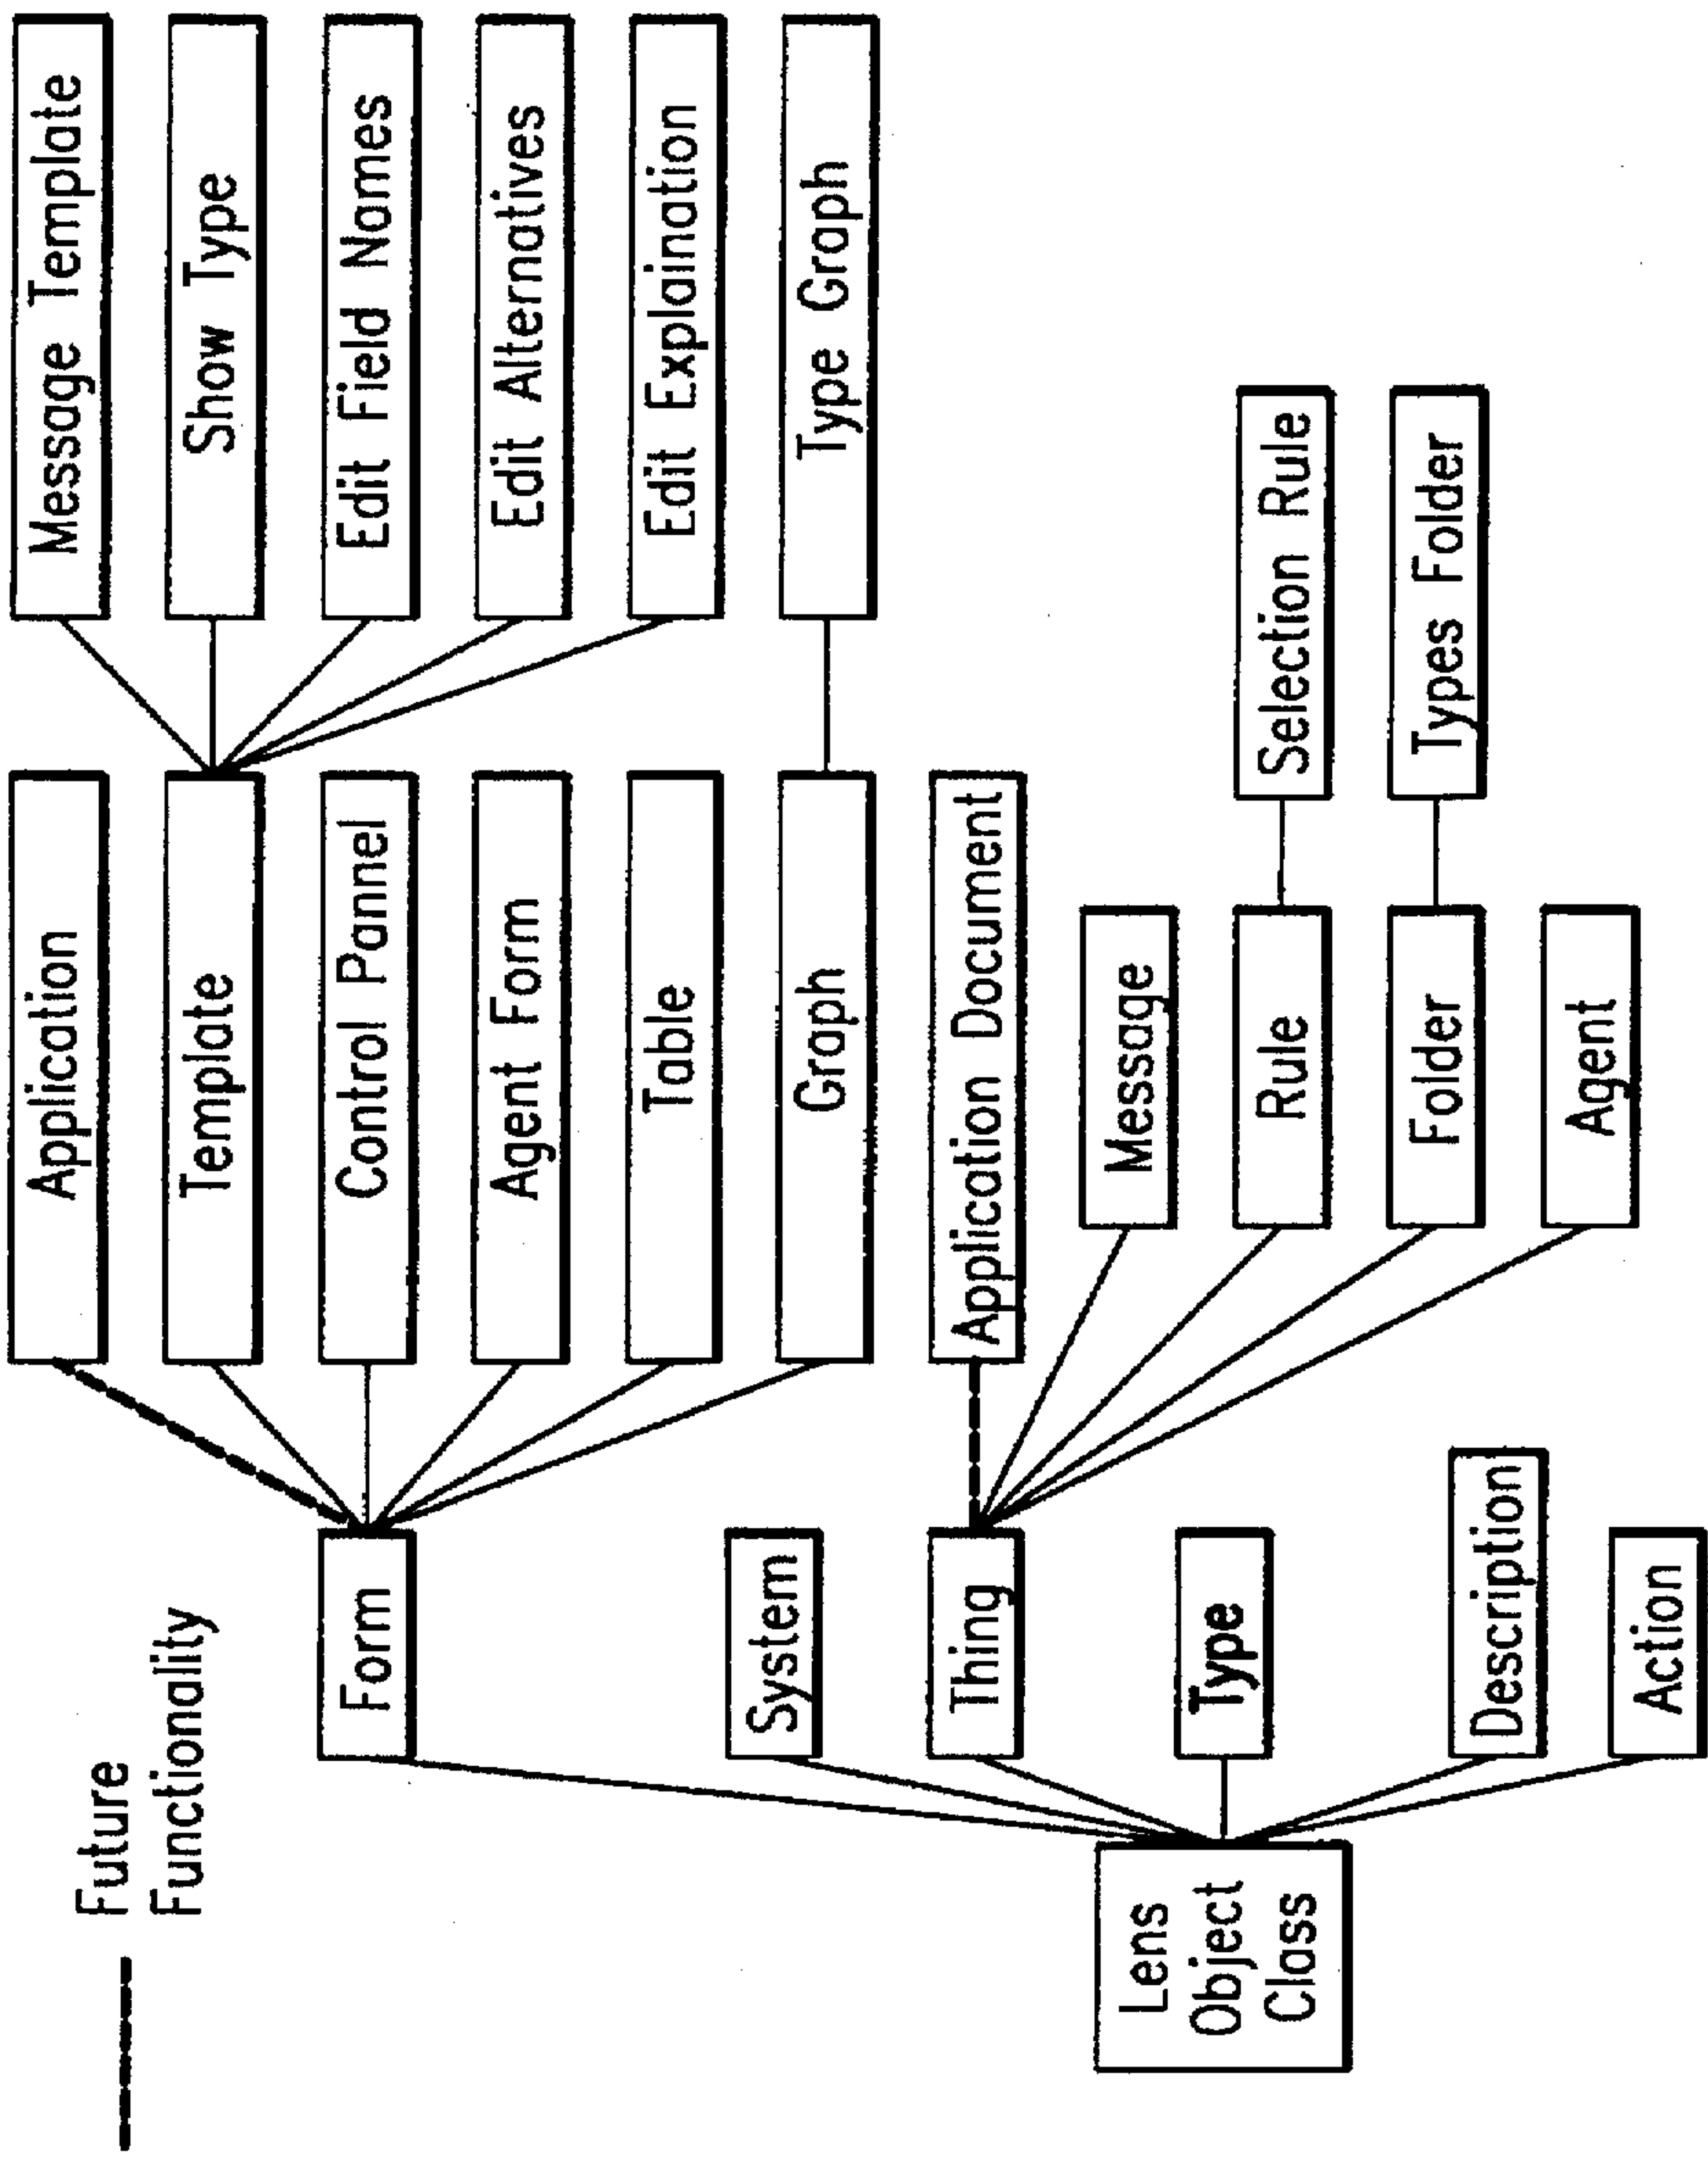 Future
Functionality
Lens
Object
Class
Form
System
Thing
Type
Description
Action
Application
Template
Control Pannel
Agent Form
Table
Graph
Application Document
Message
Rule
Folder
Agent
Message Template
Show Type
Edit Field Names
Edit Alternatives
Edit Explaination
Type Graph
Selection Rule
Types Folder